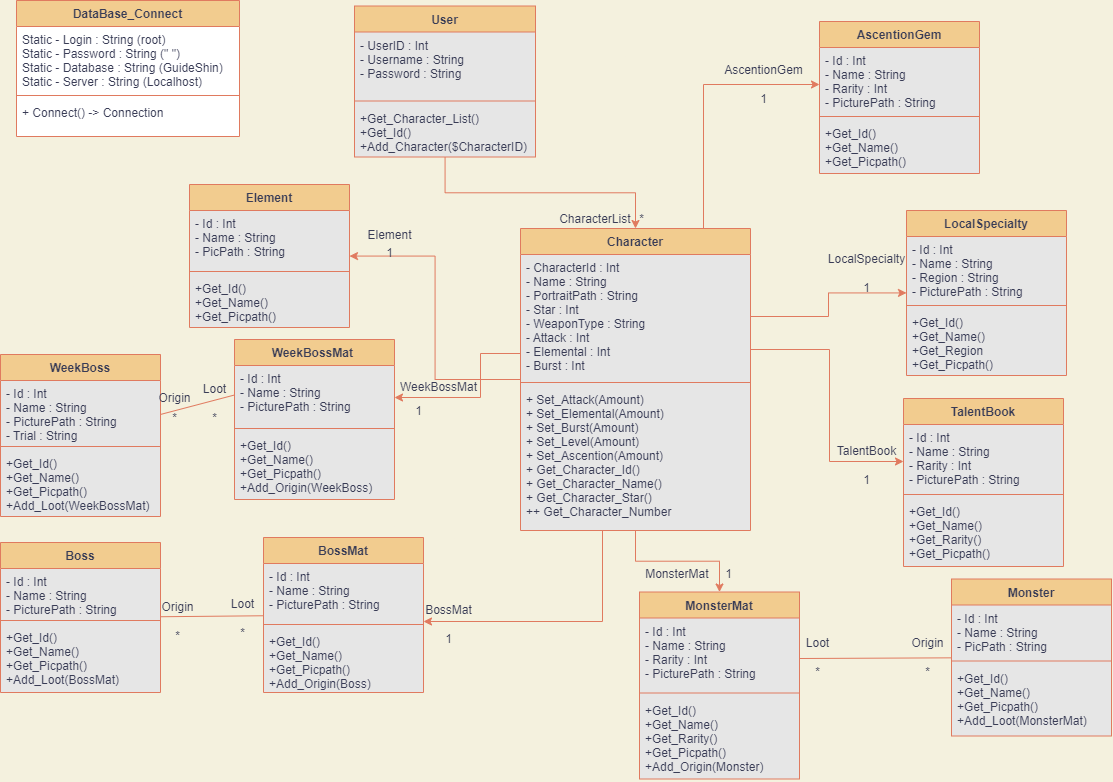 DataBase_Connect
Static - Login : String (root)
Static - Password : String (" ")
Static - Database : String (GuideShin)
Static - Server : String (Localhost)
+ Connect() -> Connection
User
- UserID : Int
- Username : String
- Password : String
+Get_Character_List()
+Get_Id()
+Add_Character($CharacterID)
AscentionGem
- Id : Int
- Name : String
- Rarity : Int
- PicturePath : String
+Get_Id()
+Get_Name()
+Get_Picpath()
AscentionGem
1
CharacterList
*
Element
- Id : Int
- Name : String
- PicPath : String
+Get_Id()
+Get_Name()
+Get_Picpath()
Element
1
Character
- CharacterId : Int
- Name : String
- PortraitPath : String
- Star : Int
- WeaponType : String
- Attack : Int
- Elemental : Int
- Burst : Int
+ Set_Attack(Amount)
+ Set_Elemental(Amount)
+ Set_Burst(Amount)
+ Set_Level(Amount)
+ Set_Ascention(Amount)
+ Get_Character_Id()
+ Get_Character_Name()
+ Get_Character_Star()
++ Get_Character_Number
LocalSpecialty
1
LocalSpecialty
- Id : Int
- Name : String
- Region : String
- PicturePath : String
+Get_Id()
+Get_Name()
+Get_Region
+Get_Picpath()
WeekBoss
- Id : Int
- Name : String
- PicturePath : String
- Trial : String
+Get_Id()
+Get_Name()
+Get_Picpath()
+Add_Loot(WeekBossMat)
Origin
*
Loot
*
WeekBossMat
- Id : Int
- Name : String
- PicturePath : String
+Get_Id()
+Get_Name()
+Get_Picpath()
+Add_Origin(WeekBoss)
WeekBossMat
1
TalentBook
1
TalentBook
- Id : Int
- Name : String
- Rarity : Int
- PicturePath : String
+Get_Id()
+Get_Name()
+Get_Rarity()
+Get_Picpath()
Boss
- Id : Int
- Name : String
- PicturePath : String
+Get_Id()
+Get_Name()
+Get_Picpath()
+Add_Loot(BossMat)
Origin
*
Loot
*
BossMat
- Id : Int
- Name : String
- PicturePath : String
+Get_Id()
+Get_Name()
+Get_Picpath()
+Add_Origin(Boss)
BossMat
1
MonsterMat
1
MonsterMat
- Id : Int
- Name : String
- Rarity : Int
- PicturePath : String
+Get_Id()
+Get_Name()
+Get_Rarity()
+Get_Picpath()
+Add_Origin(Monster)
Loot
*
Origin
*
Monster
- Id : Int
- Name : String
- PicPath : String
+Get_Id()
+Get_Name()
+Get_Picpath()
+Add_Loot(MonsterMat)